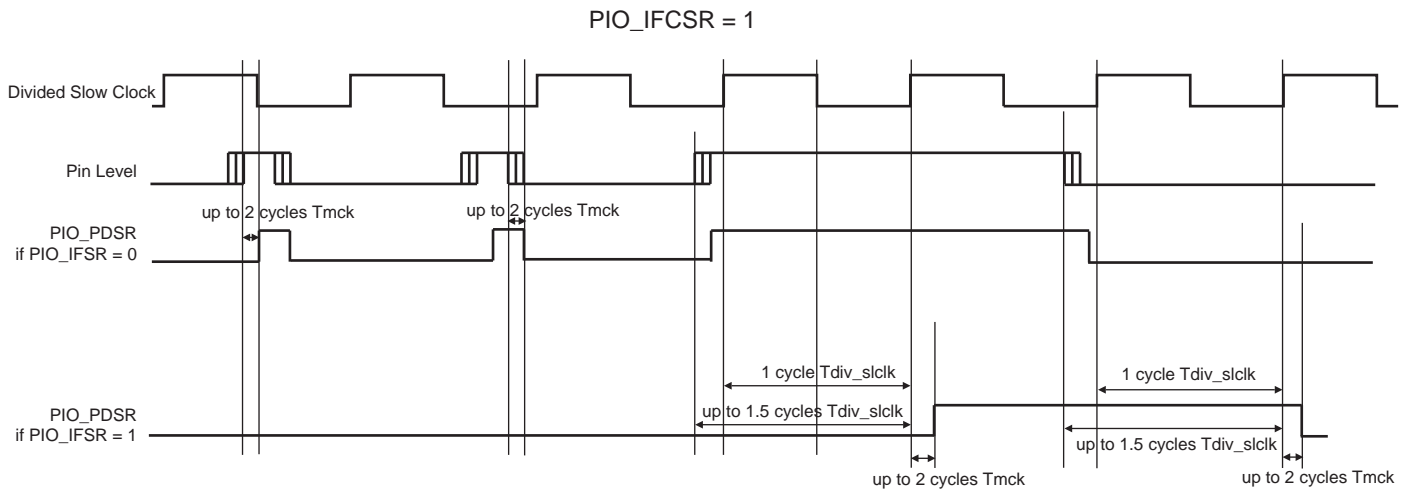 PIO_IFCSR = 1
Divided Slow Clock
Pin Level
up to 2 cycles Tmck
up to 2 cycles Tmck
PIO_PDSR
if PIO_IFSR = 0
1 cycle Tdiv_slclk
1 cycle Tdiv_slclk
PIO_PDSR
if PIO_IFSR = 1
up to 1.5 cycles Tdiv_slclk
up to 1.5 cycles Tdiv_slclk
up to 2 cycles Tmck
up to 2 cycles Tmck